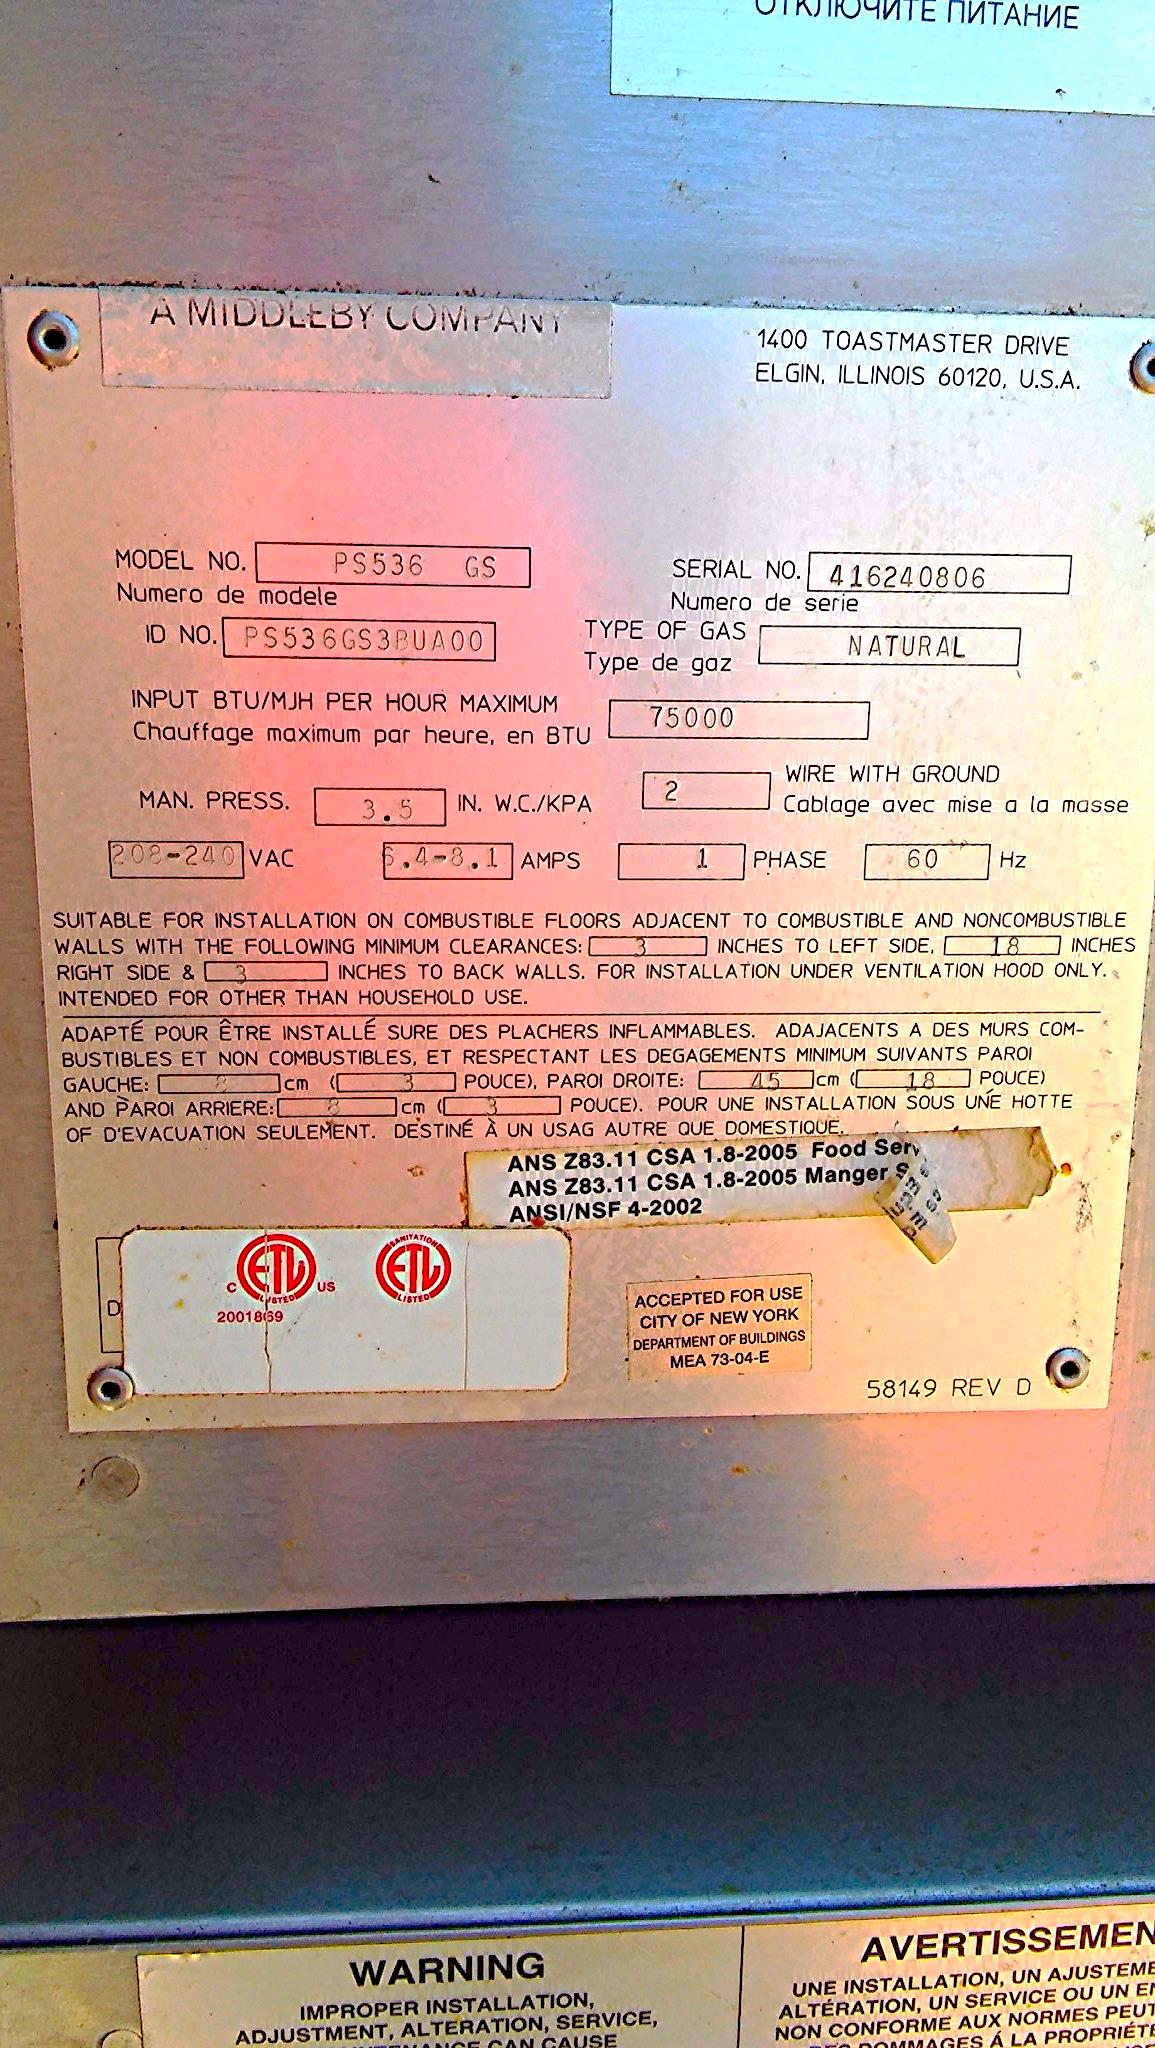 ОТКЛЮЧИТЕ ПИТАНИЕ
A MIDDLEBY COMPANY
1400 TOASTMASTER DRIVE
ELGIN, ILLINOIS 60120, U.S.A.
MODEL NO. PS536 GS
Numero de modele
SERIAL NO. 416240806
Numero de serie
ID NO. PS536GS3BUA00
TYPE OF GAS NATURAL
Type de gaz
INPUT BTU/MJH PER HOUR MAXIMUM 75000
Chauffage maximum par heure, en BTU
MAN. PRESS. 3.5 IN. W.C./KPA
2 WIRE WITH GROUND
Cablage avec mise a la masse
208-240 VAC 6.4-8.1 AMPS 1 PHASE 60 Hz
SUITABLE FOR INSTALLATION ON COMBUSTIBLE FLOORS ADJACENT TO COMBUSTIBLE AND NONCOMBUSTIBLE
WALLS WITH THE FOLLOWING MINIMUM CLEARANCES: 3 INCHES TO LEFT SIDE, 18 INCHES
RIGHT SIDE & 3 INCHES TO BACK WALLS. FOR INSTALLATION UNDER VENTILATION HOOD ONLY.
INTENDED FOR OTHER THAN HOUSEHOLD USE.
ADAPTÉ POUR ÊTRE INSTALLÉ SURE DES PLACHERS INFLAMMABLES. ADAJACENTS A DES MURS COM-
BUSTIBLES ET NON COMBUSTIBLES, ET RESPECTANT LES DEGAGEMENTS MINIMUM SUIVANTS PAROI
GAUCHE: 8 cm ( 3 POUCE), PAROI DROITE: 45 cm ( 18 POUCE)
AND PAROI ARRIERE: 8 cm ( 3 POUCE). POUR UNE INSTALLATION SOUS UNE HOTTE
OF D'EVACUATION SEULEMENT. DESTINÉ À UN USAG AUTRE QUE DOMESTIQUE.
ANS Z83.11 CSA 1.8-2005 Food Serv
ANS Z83.11 CSA 1.8-2005 Manger S
ANSI/NSF 4-2002
C ETL US
LISTED
2001869
SANITATION
ETL
LISTED
D
ACCEPTED FOR USE
CITY OF NEW YORK
DEPARTMENT OF BUILDINGS
MEA 73-04-E
58149 REV D
WARNING
IMPROPER INSTALLATION,
ADJUSTMENT, ALTERATION, SERVICE,
CAN CAUSE
AVERTISSEMEN
UNE INSTALLATION, UN AJUSTEME
ALTÉRATION, UN SERVICE OU UN EN
NON CONFORME AUX NORMES PEUT
DOMMAGES À LA PROPRIÉTÉ